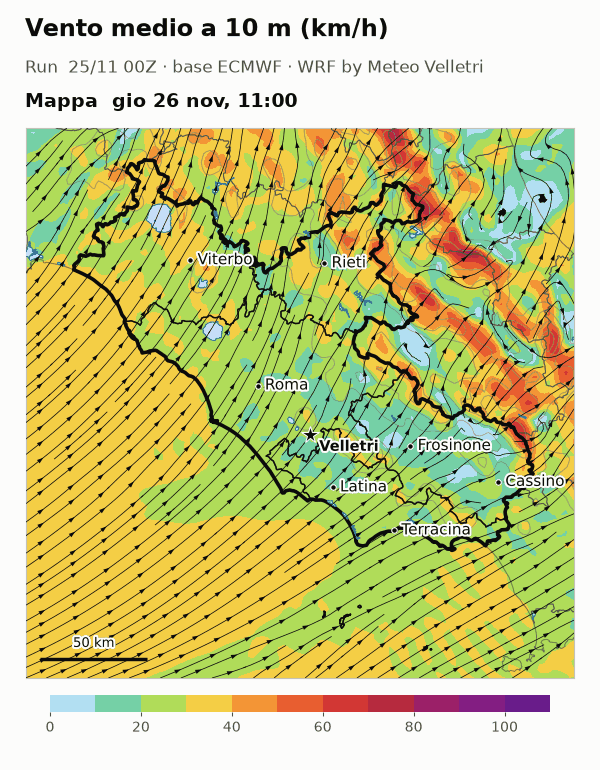 Vento medio a 10 m (km/h)
Run  25/11 00Z · base ECMWF · WRF by Meteo Velletri
Mappa  gio 26 nov, 11:00
Viterbo
Rieti
Roma
Velletri
Frosinone
Cassino
Latina
Terracina
50 km
0 20 40 60 80 100